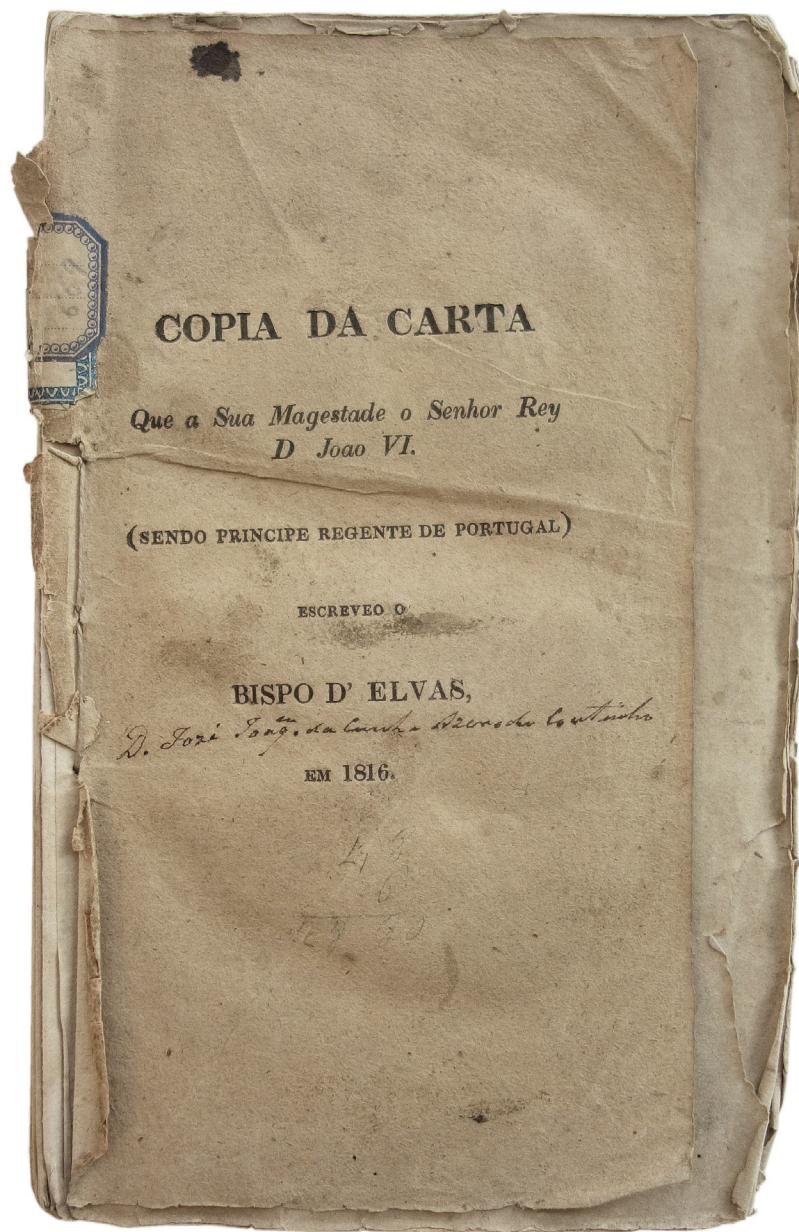 COPIA DA CARTA
Que a Sua Magestade o Senhor Rey
D Joao VI.
(SENDO PRINCIPE REGENTE DE PORTUGAL)
ESCREVEO O
BISPO D' ELVAS,
D. Jozé Joaq.m da Cunha Azeredo Coutinho
EM 1816.